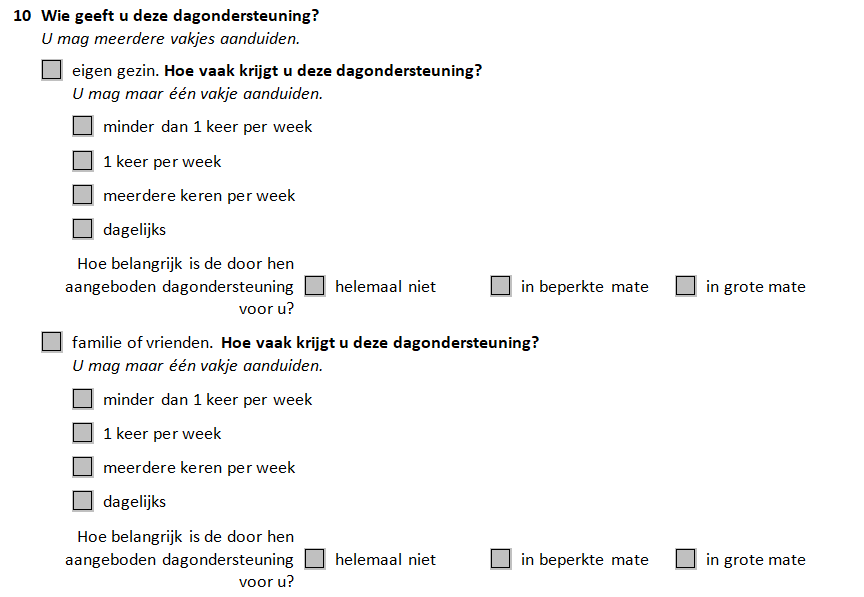 10 Wie geeft u deze dagondersteuning?
U mag meerdere vakjes aanduiden.
eigen gezin. Hoe vaak krijgt u deze dagondersteuning?
U mag maar één vakje aanduiden.
minder dan 1 keer per week
1 keer per week
meerdere keren per week
dagelijks
Hoe belangrijk is de door hen
aangeboden dagondersteuning helemaal niet in beperkte mate in grote mate
voor u?
familie of vrienden. Hoe vaak krijgt u deze dagondersteuning?
U mag maar één vakje aanduiden.
minder dan 1 keer per week
1 keer per week
meerdere keren per week
dagelijks
Hoe belangrijk is de door hen
aangeboden dagondersteuning helemaal niet in beperkte mate in grote mate
voor u?